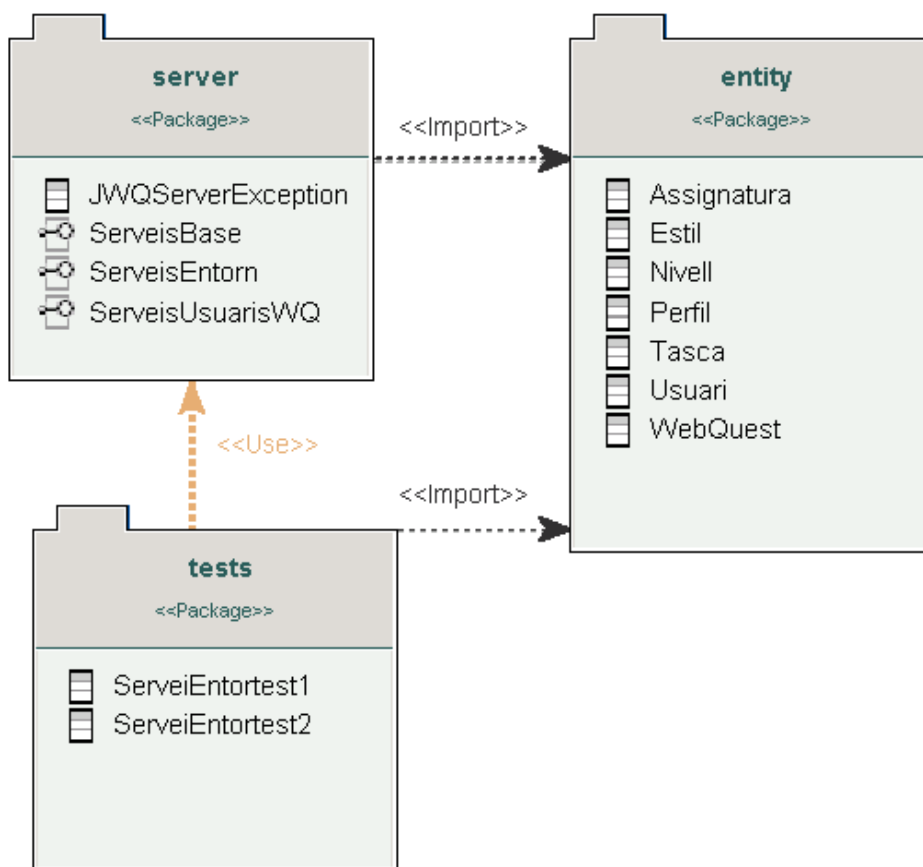 server
<<Package>>
JWQServerException
ServeisBase
ServeisEntorn
ServeisUsuarisWQ
<<Import>>
entity
<<Package>>
Assignatura
Estil
Nivell
Perfil
Tasca
Usuari
WebQuest
<<Use>>
<<Import>>
tests
<<Package>>
ServeiEntortest1
ServeiEntortest2